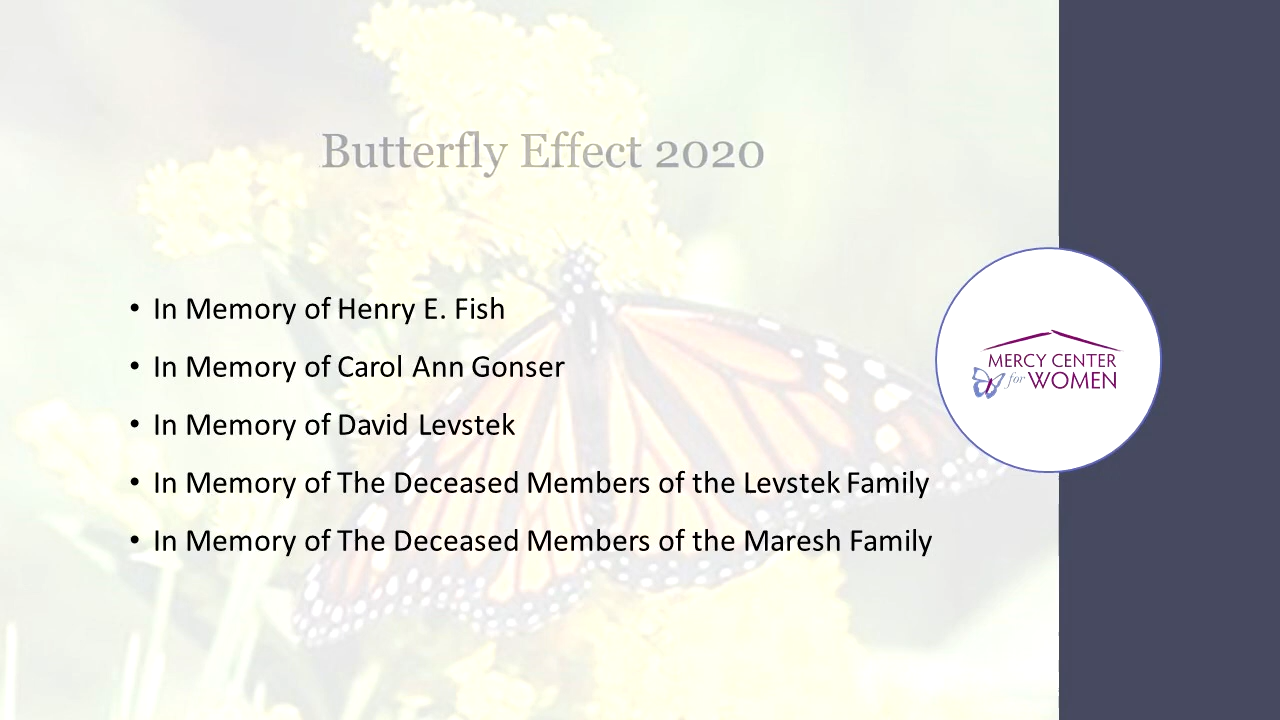 Butterfly Effect 2020
• In Memory of Henry E. Fish
• In Memory of Carol Ann Gonser
• In Memory of David Levstek
• In Memory of The Deceased Members of the Levstek Family
• In Memory of The Deceased Members of the Maresh Family
MERCY CENTER
for WOMEN